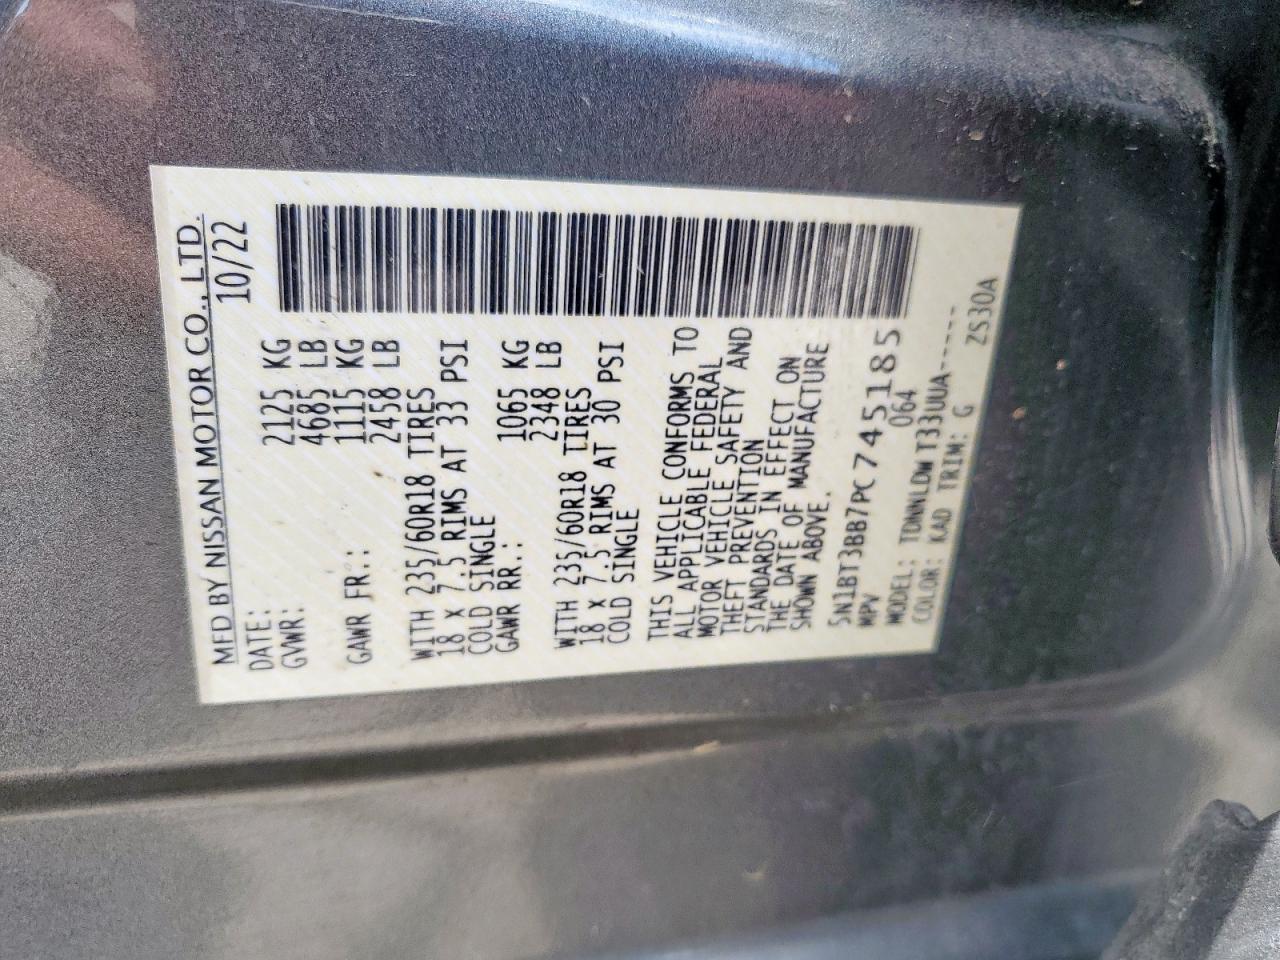 MFD BY NISSAN MOTOR CO., LTD.
DATE: 10/22
GVWR: 2125 KG
4685 LB
GAWR FR.: 1115 KG
2458 LB
WITH 235/60R18 TIRES
18 X 7.5 RIMS AT 33 PSI
COLD SINGLE
GAWR RR.: 1065 KG
2348 LB
WITH 235/60R18 TIRES
18 X 7.5 RIMS AT 30 PSI
COLD SINGLE
THIS VEHICLE CONFORMS TO
ALL APPLICABLE FEDERAL
MOTOR VEHICLE SAFETY AND
THEFT PREVENTION
STANDARDS IN EFFECT ON
THE DATE OF MANUFACTURE
SHOWN ABOVE.
5N1BT3BB7PC745185
MPV 064
MODEL: TDNNLDW T33UUA-----
COLOR: KAD TRIM: G ZS30A